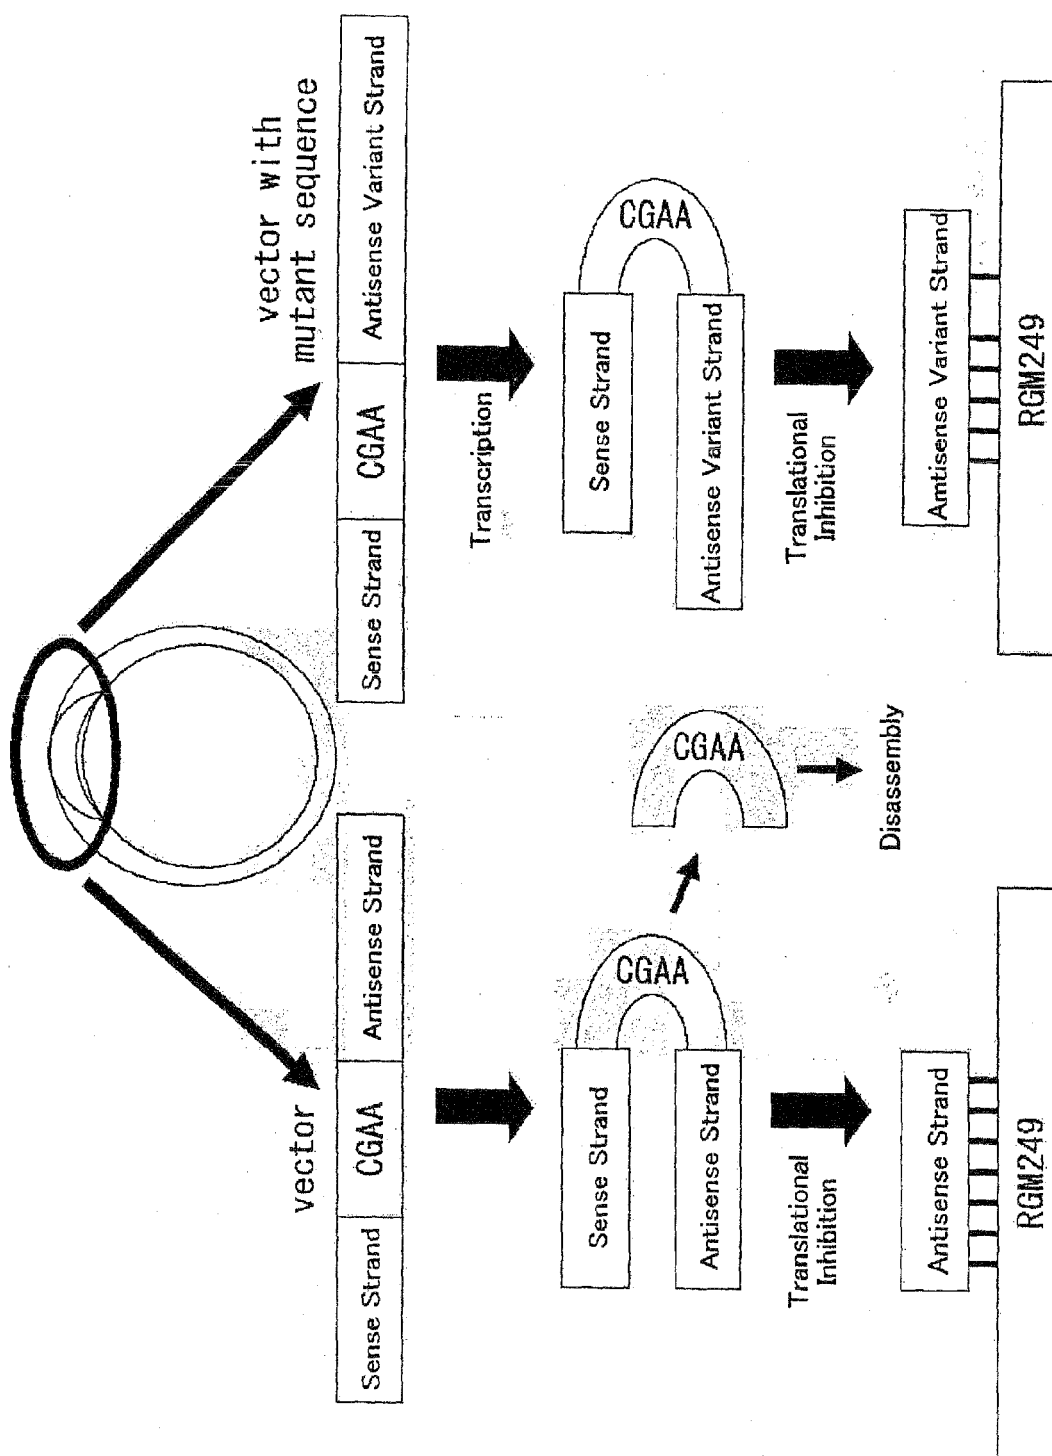 vector
vector with
mutant sequence
Sense Strand CGAA Antisense Strand
Sense Strand CGAA Antisense Variant Strand
Transcription
Sense Strand
CGAA
Antisense Strand
CGAA
Sense Strand
CGAA
Antisense Variant Strand
Translational
Inhibition
Disassembly
Translational
Inhibition
Antisense Strand
RGM249
Amtisense Variant Strand
RGM249